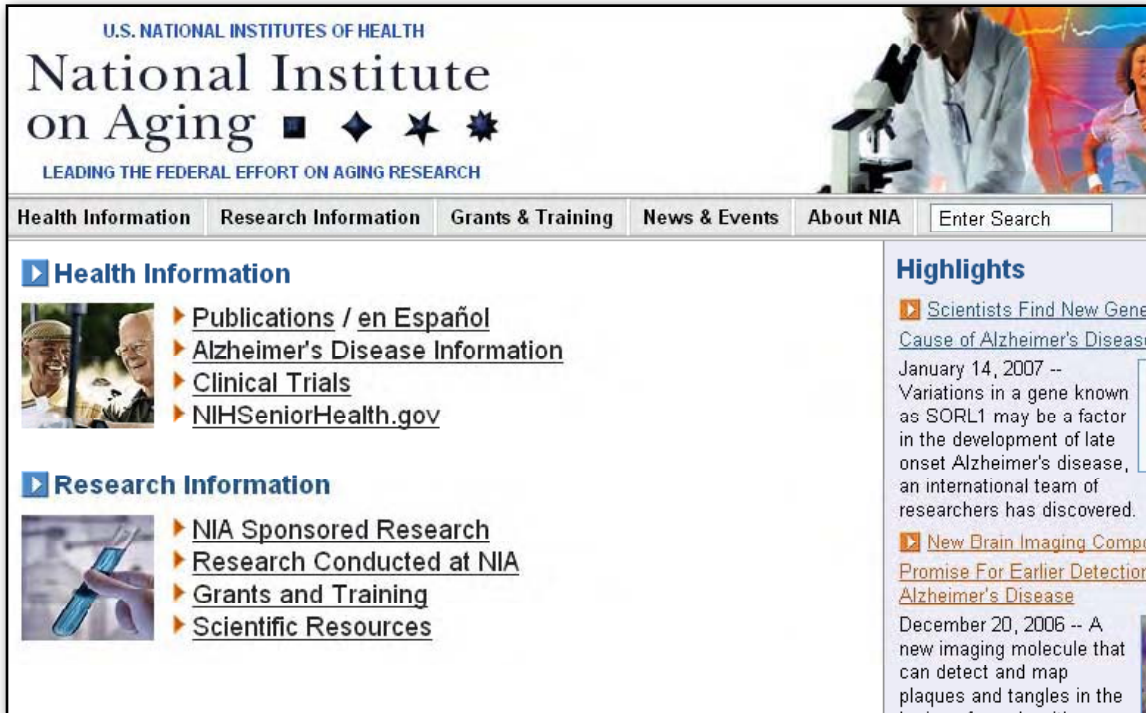 U.S. NATIONAL INSTITUTES OF HEALTH
National Institute
on Aging
LEADING THE FEDERAL EFFORT ON AGING RESEARCH
Health Information Research Information Grants & Training News & Events About NIA Enter Search
Health Information
Publications / en Español
Alzheimer's Disease Information
Clinical Trials
NIHSeniorHealth.gov
Research Information
NIA Sponsored Research
Research Conducted at NIA
Grants and Training
Scientific Resources
Highlights
Scientists Find New Gene
Cause of Alzheimer's Disease
January 14, 2007 --
Variations in a gene known
as SORL1 may be a factor
in the development of late
onset Alzheimer's disease,
an international team of
researchers has discovered.
New Brain Imaging
Promise For Earlier Detection
Alzheimer's Disease
December 20, 2006 -- A
new imaging molecule that
can detect and map
plaques and tangles in the